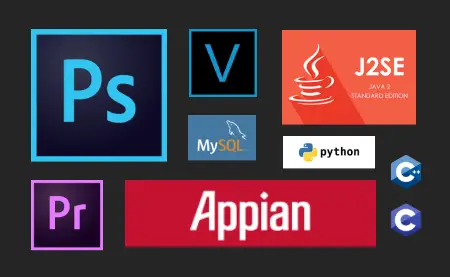 Ps
V
J2SE
JAVA 2
STANDARD EDITION
MySQL
python
C++
Pr
Appian
C